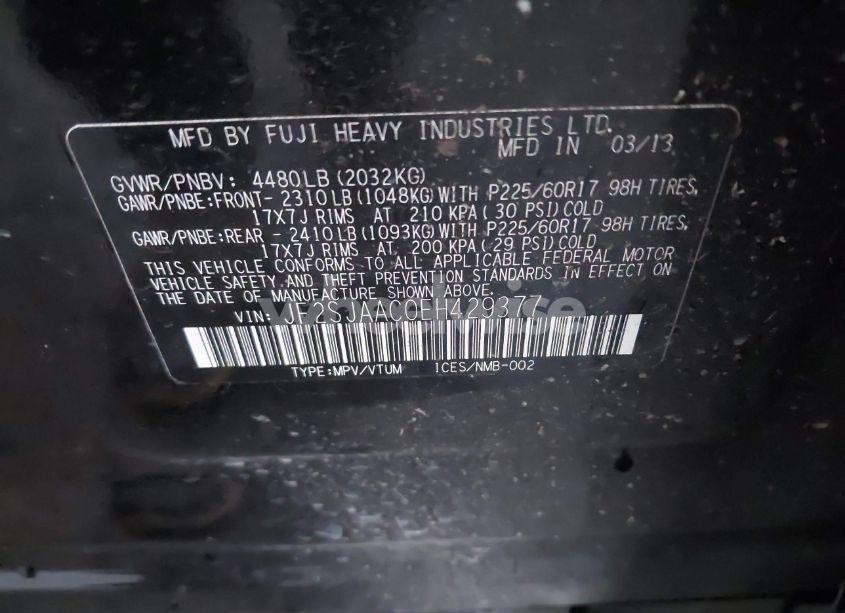 MFD BY FUJI HEAVY INDUSTRIES LTD.
MFD IN 03/13
GVWR/PNBV: 4480LB (2032KG)
GAWR/PNBE:FRONT- 2310 LB (1048KG) WITH P225/60R17 98H TIRES,
17X7J RIMS AT 210 KPA ( 30 PSI) COLD
GAWR/PNBE:REAR - 2410 LB (1093KG) WITH P225/60R17 98H TIRES,
17X7J RIMS AT 200 KPA ( 29 PSI) COLD
THIS VEHICLE CONFORMS TO ALL APPLICABLE FEDERAL MOTOR
VEHICLE SAFETY AND THEFT PREVENTION STANDARDS IN EFFECT ON
THE DATE OF MANUFACTURE SHOWN ABOVE.
VIN: JF2SJAAC0EH429377
TYPE:MPV/VTUM ICES/NMB-002